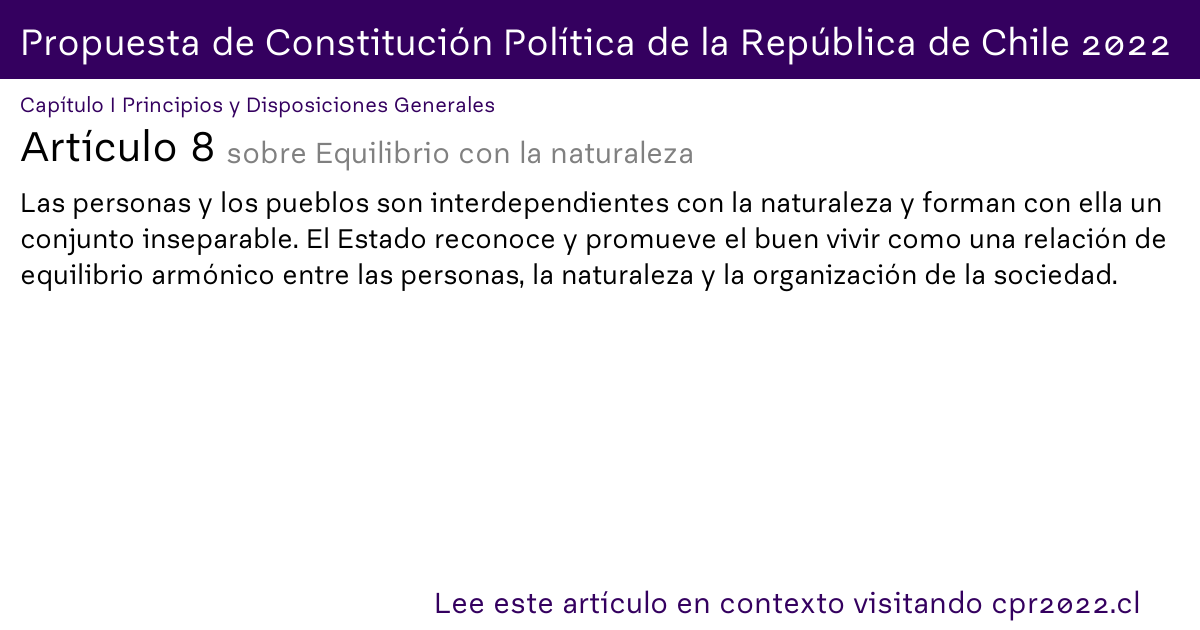 Propuesta de Constitución Política de la República de Chile 2022
Capítulo I Principios y Disposiciones Generales
Artículo 8 sobre Equilibrio con la naturaleza
Las personas y los pueblos son interdependientes con la naturaleza y forman con ella un
conjunto inseparable. El Estado reconoce y promueve el buen vivir como una relación de
equilibrio armónico entre las personas, la naturaleza y la organización de la sociedad.
Lee este artículo en contexto visitando cpr2022.cl